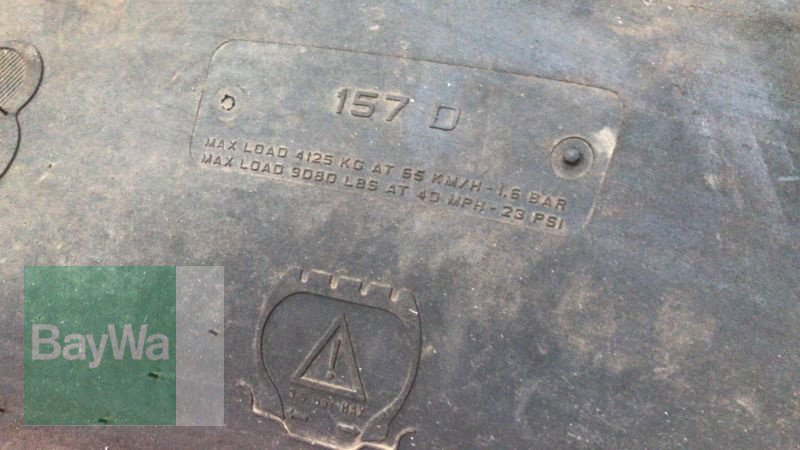 157 D
MAX LOAD 4125 KG AT 65 KM/H - 1,6 BAR
MAX LOAD 9080 LBS AT 40 MPH - 23 PSI
BayWa
MAX